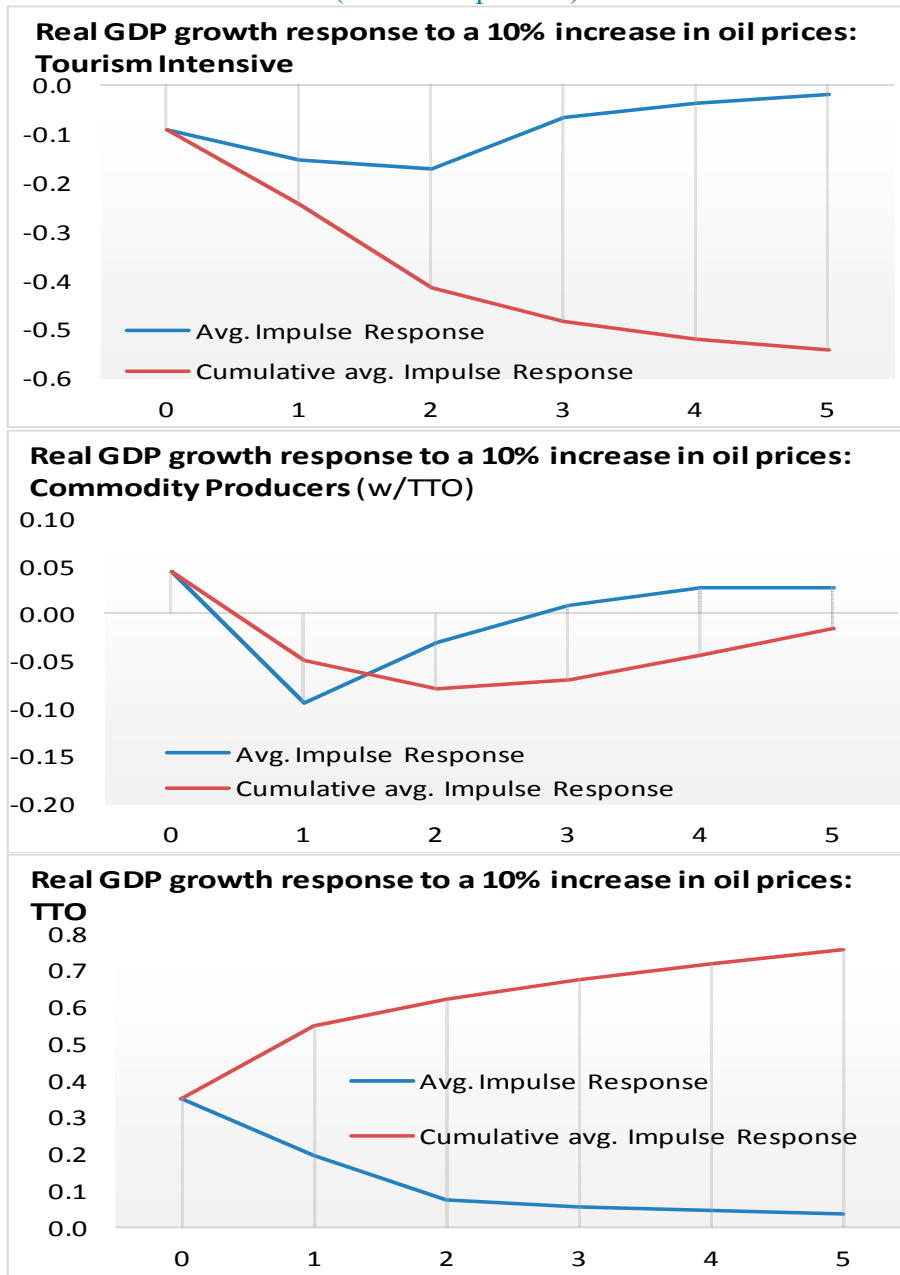 Real GDP growth response to a 10% increase in oil prices:
Tourism Intensive
0.0
-0.1
-0.2
-0.3
-0.4
-0.5
-0.6
Avg. Impulse Response
Cumulative avg. Impulse Response
0 1 2 3 4 5
Real GDP growth response to a 10% increase in oil prices:
Commodity Producers (w/TTO)
0.10
0.05
0.00
-0.05
-0.10
-0.15
-0.20
Avg. Impulse Response
Cumulative avg. Impulse Response
0 1 2 3 4 5
Real GDP growth response to a 10% increase in oil prices:
TTO
0.8
0.7
0.6
0.5
0.4
0.3
0.2
0.1
0.0
Avg. Impulse Response
Cumulative avg. Impulse Response
0 1 2 3 4 5